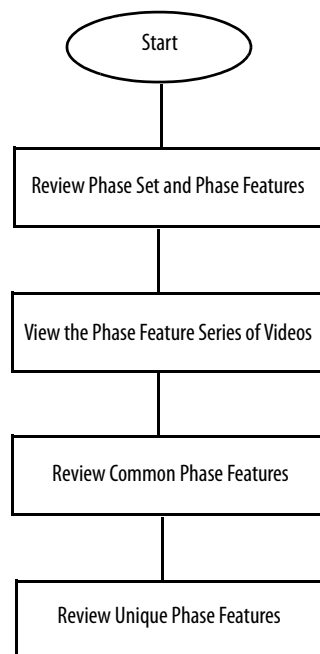 Start
Review Phase Set and Phase Features
View the Phase Feature Series of Videos
Review Common Phase Features
Review Unique Phase Features